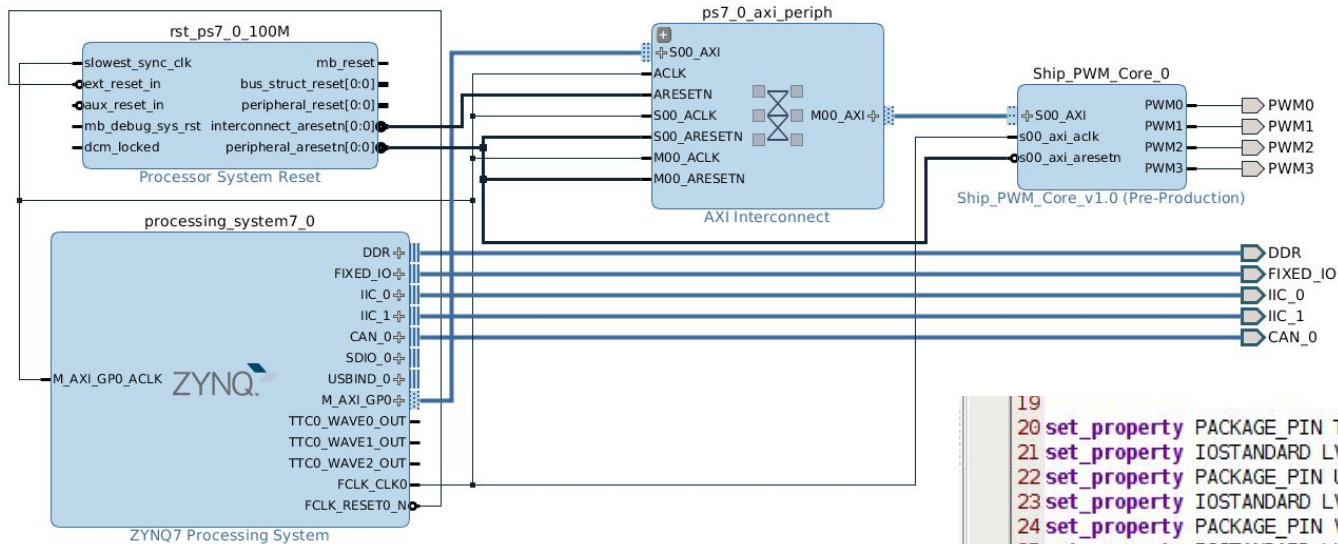 rst_ps7_0_100M
slowest_sync_clk
ext_reset_in
aux_reset_in
mb_debug_sys_rst
dcm_locked
mb_reset
bus_struct_reset[0:0]
peripheral_reset[0:0]
interconnect_aresetn[0:0]
peripheral_aresetn[0:0]
Processor System Reset
ps7_0_axi_periph
S00_AXI
ACLK
ARESETN
S00_ACLK
S00_ARESETN
M00_ACLK
M00_ARESETN
M00_AXI
AXI Interconnect
Ship_PWM_Core_0
S00_AXI
s00_axi_aclk
s00_axi_aresetn
PWM0
PWM1
PWM2
PWM3
Ship_PWM_Core_v1.0 (Pre-Production)
PWM0
PWM1
PWM2
PWM3
processing_system7_0
M_AXI_GP0_ACLK
ZYNQ
DDR
FIXED_IO
IIC_0
IIC_1
CAN_0
SDIO_0
USBIND_0
M_AXI_GP0
TTC0_WAVE0_OUT
TTC0_WAVE1_OUT
TTC0_WAVE2_OUT
FCLK_CLK0
FCLK_RESET0_N
ZYNQ7 Processing System
DDR
FIXED_IO
IIC_0
IIC_1
CAN_0
19
20 set_property PACKAGE_PIN
21 set_property IOSTANDARD
22 set_property PACKAGE_PIN
23 set_property IOSTANDARD
24 set_property PACKAGE_PIN